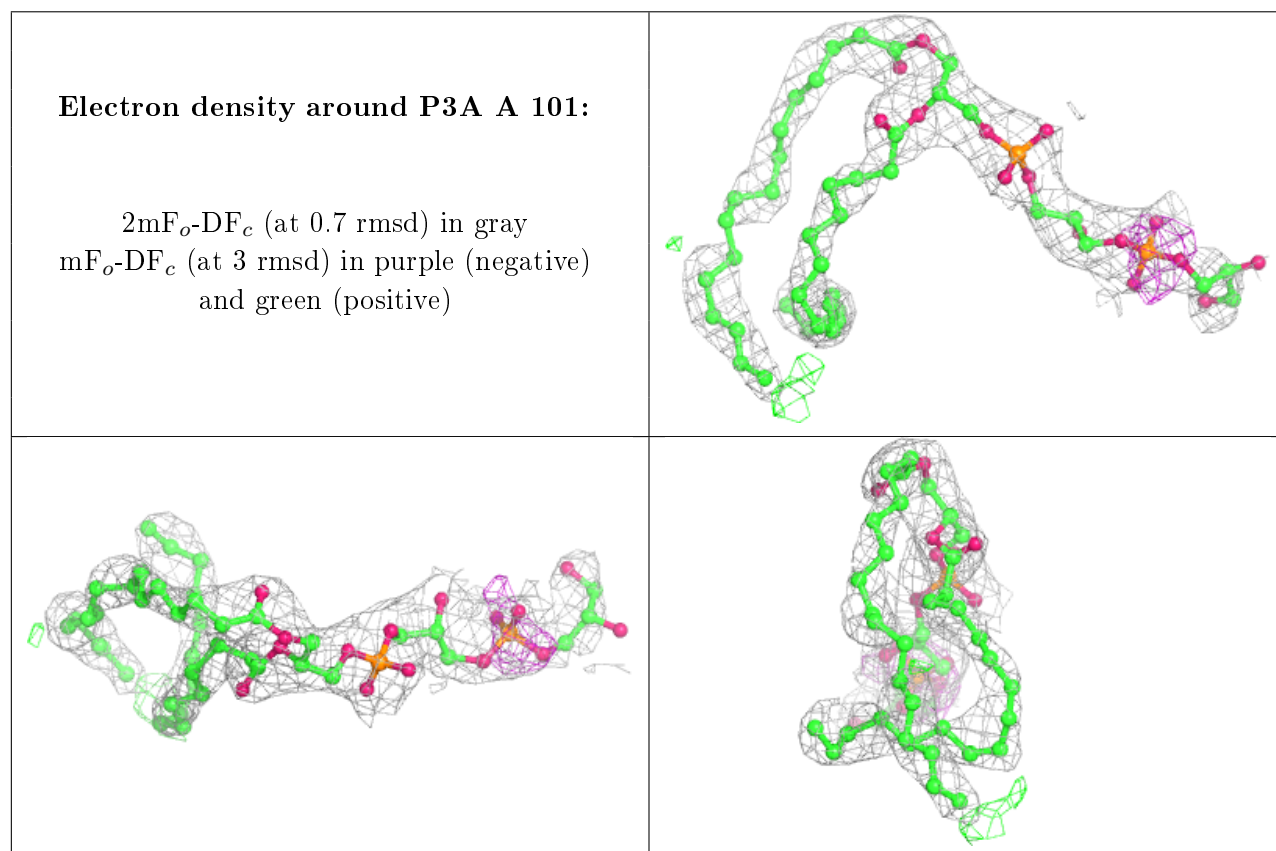 Electron density around P3A A 101:
2mFo-DFc (at 0.7 rmsd) in gray
mFo-DFc (at 3 rmsd) in purple (negative)
and green (positive)